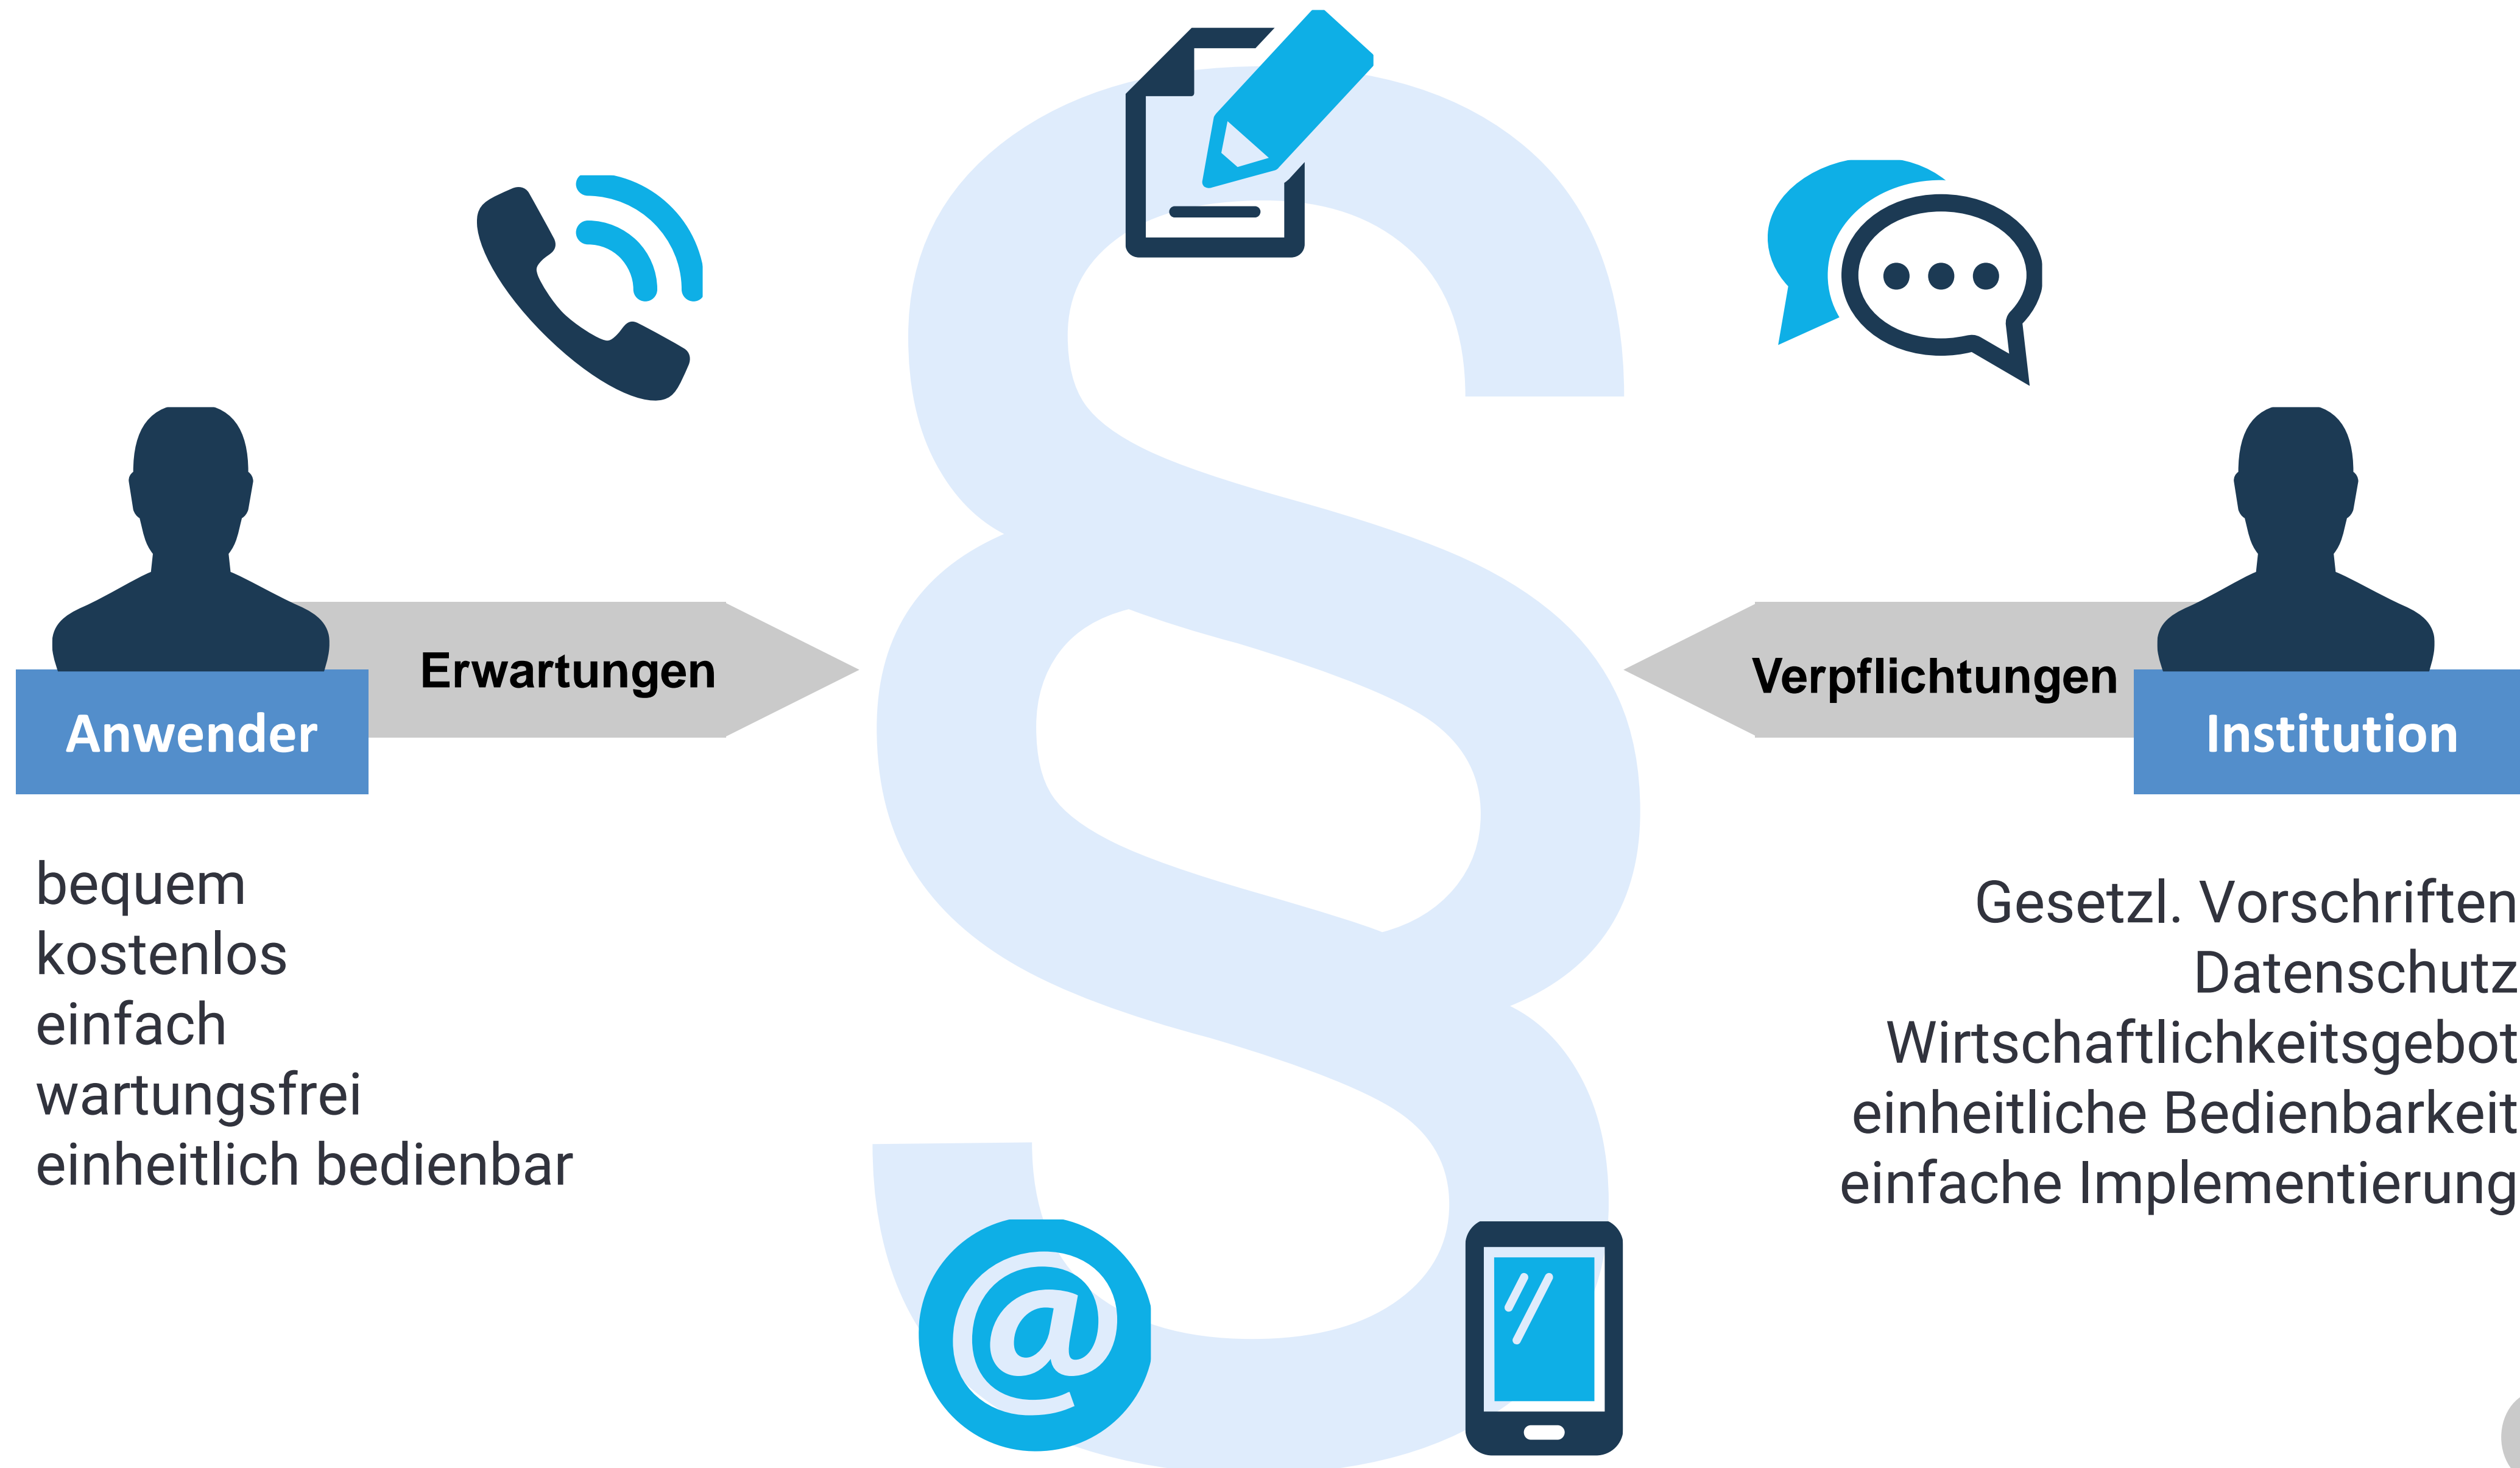 §
Erwartungen
Verpflichtungen
Anwender
Institution
bequem
kostenlos
einfach
wartungsfrei
einheitlich bedienbar
Gesetzl. Vorschriften
Datenschutz
Wirtschaftlichkeitsgebot
einheitliche Bedienbarkeit
einfache Implementierung
@